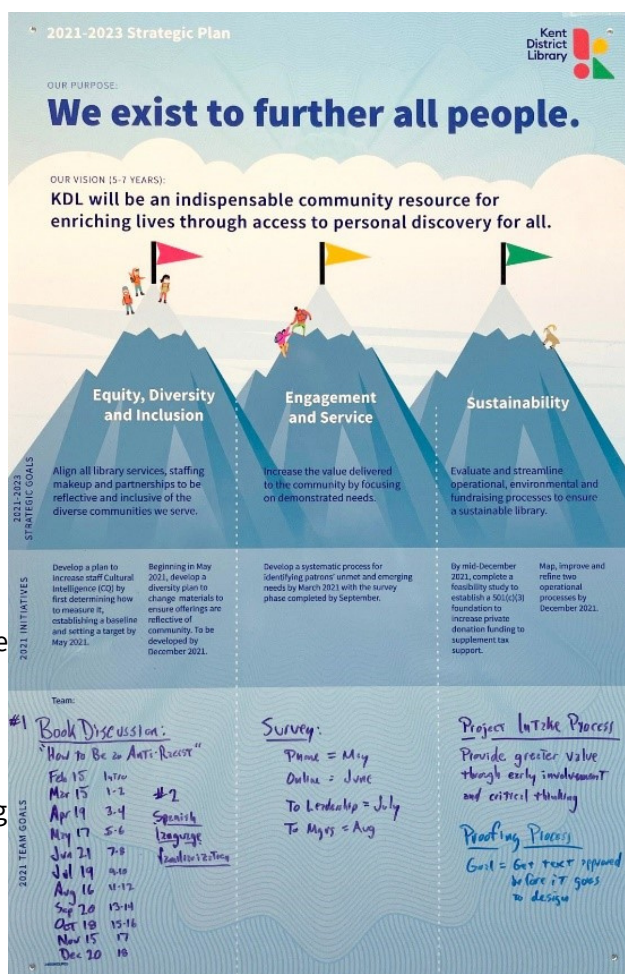 2021-2023 Strategic Plan
Kent
District
Library
OUR PURPOSE:
We exist to further all people.
OUR VISION (5-7 YEARS):
KDL will be an indispensable community resource for
enriching lives through access to personal discovery for all.
Equity, Diversity
and Inclusion
Engagement
and Service
Sustainability
2021-2023
STRATEGIC GOALS
Align all library services, staffing
makeup and partnerships to be
reflective and inclusive of the
diverse communities we serve.
Increase the value delivered
to the community by focusing
on demonstrated needs.
Evaluate and streamline
operational, environmental and
fundraising processes to ensure
a sustainable library.
2021 INITIATIVES
Develop a plan to
increase staff Cultural
Intelligence (CQ) by
first determining how
to measure it,
establishing a baseline
and setting a target by
May 2021.
Beginning in May
2021, develop a
diversity plan to
change materials to
ensure offerings are
reflective of
community. To be
developed by
December 2021.
Develop a systematic process for
identifying patrons' unmet and emerging
needs by March 2021 with the survey
phase completed by September.
By mid-December
2021, complete a
feasibility study to
establish a 501(c)(3)
foundation to
increase private
donation funding to
supplement tax
support.
Map, improve and
refine two
operational
processes by
December 2021.
e
g
2021 TEAM GOALS
Team:
#1 Book Discussion:
"How to Be an Anti-Racist"
Feb 15 Intro
Mar 15 1-2
Apr 19 3-4
May 17 5-6
Jun 21 7-8
Jul 19 9-10
Aug 16 11-12
Sep 20 13-14
Oct 18 15-16
Nov 15 17
Dec 20 18
#2
Spanish
Language
Survey:
Phone = May
Online = June
To Leadership = July
To Mgrs = Aug
Project Intake Process
Provide greater value
through early involvement
and critical thinking
Proofing Process
Goal = Get text approved
before it goes
to design